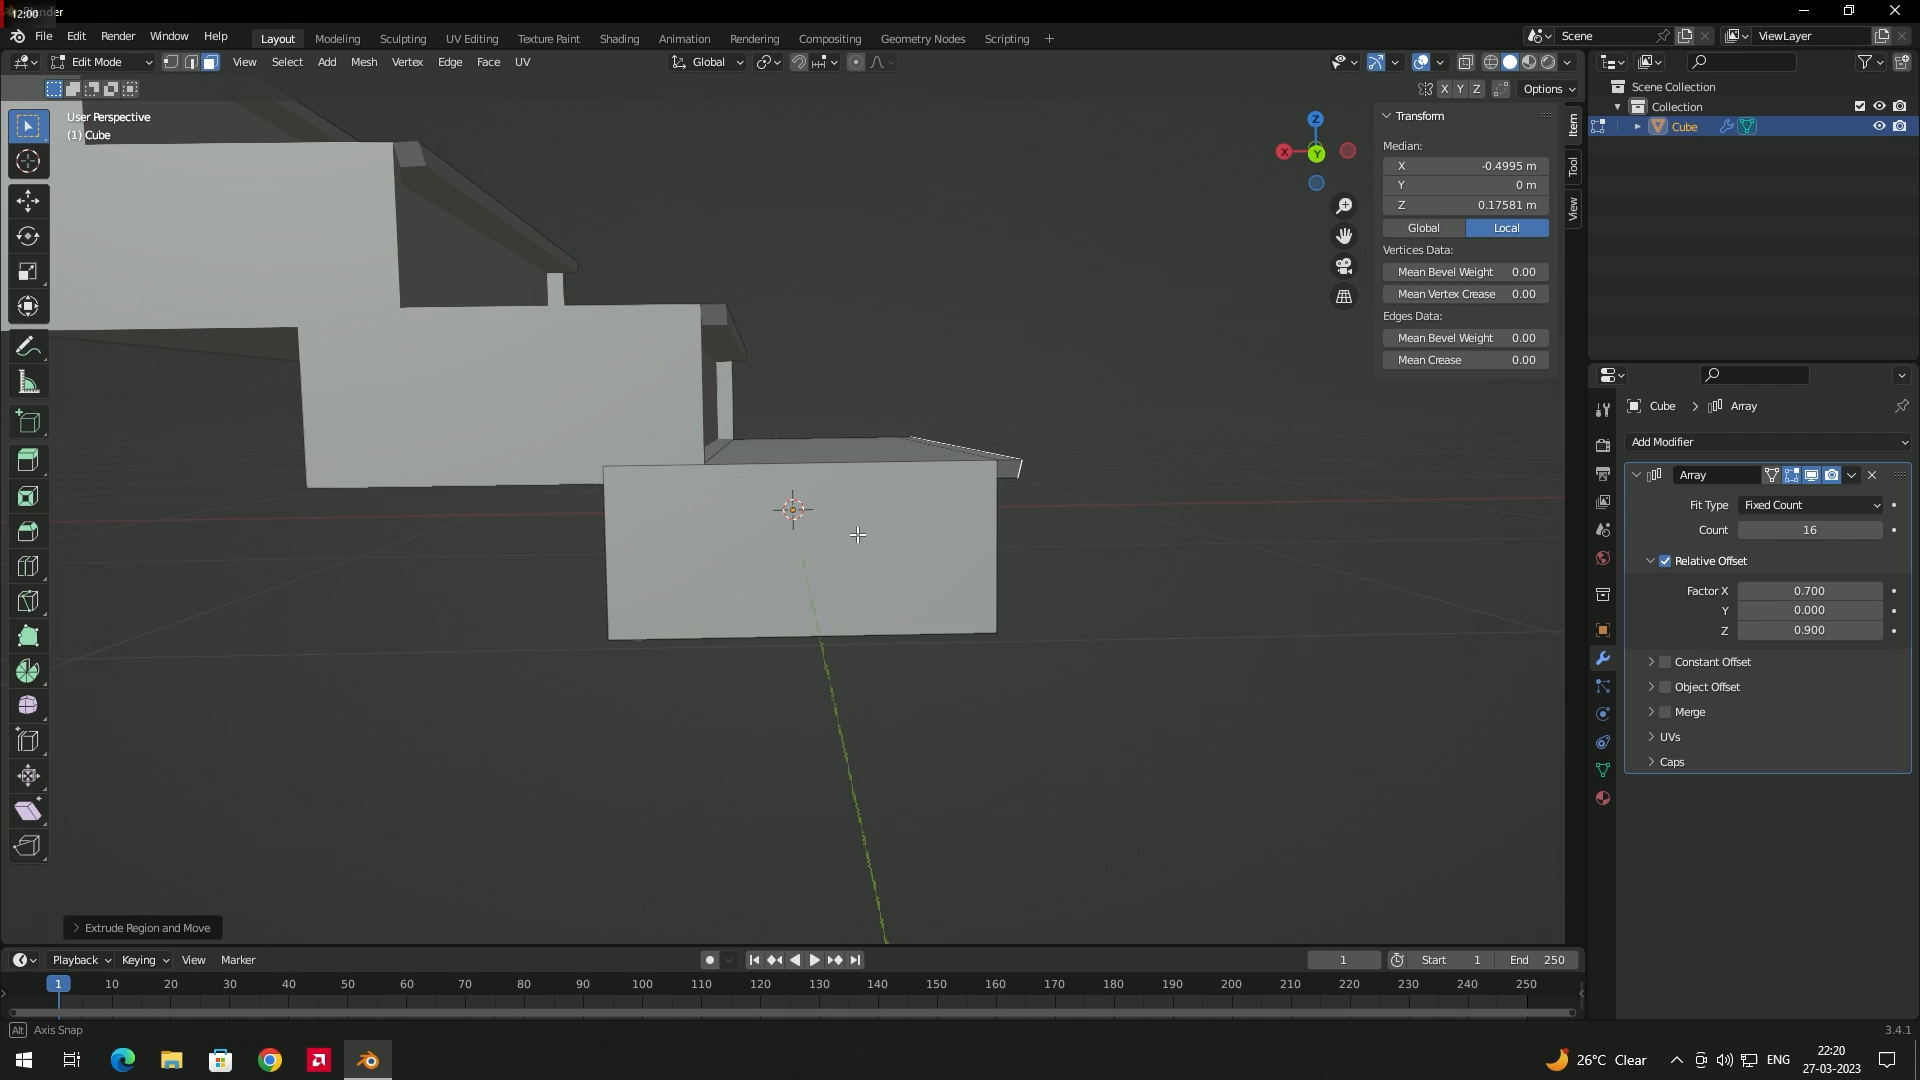 12:00
Blender
File Edit Render Window Help
Layout Modeling Sculpting UV Editing Texture Paint Shading Animation Rendering Compositing Geometry Nodes Scripting +
Scene
ViewLayer
Edit Mode View Select Add Mesh Vertex Edge Face UV
Global
X Y Z Options
User Perspective
(1) Cube
Z
X
Y
Transform
Median:
X -0.4995 m
Y 0 m
Z 0.17581 m
Global Local
Vertices Data:
Mean Bevel Weight 0.00
Mean Vertex Crease 0.00
Edges Data:
Mean Bevel Weight 0.00
Mean Crease 0.00
Item
Tool
View
Scene Collection
Collection
Cube
Cube > Array
Add Modifier
Array
Fit Type Fixed Count
Count 16
Relative Offset
Factor X 0.700
Y 0.000
Z 0.900
Constant Offset
Object Offset
Merge
UVs
Caps
Extrude Region and Move
Playback Keying View Marker
1 Start 1 End 250
1 10 20 30 40 50 60 70 80 90 100 110 120 130 140 150 160 170 180 190 200 210 220 230 240 250
Alt Axis Snap
3.4.1
26°C Clear
ENG
22:20
27-03-2023